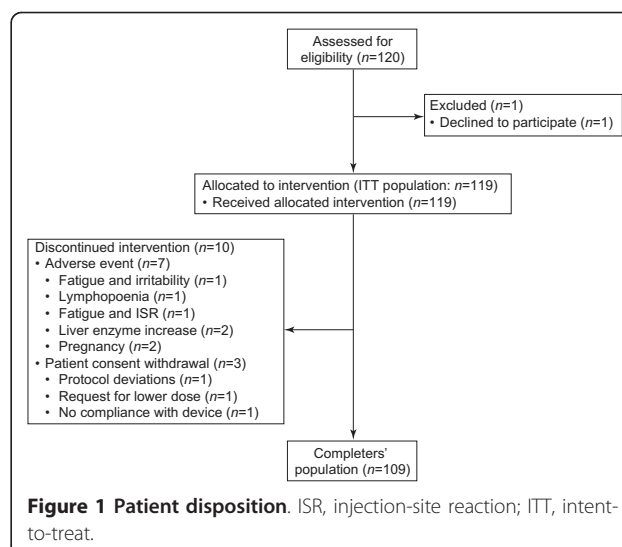 Assessed for
eligibility (n=120)
Excluded (n=1)
• Declined to participate (n=1)
Allocated to intervention (ITT population: n=119)
• Received allocated intervention (n=119)
Discontinued intervention (n=10)
• Adverse event (n=7)
• Fatigue and irritability (n=1)
• Lymphopoenia (n=1)
• Fatigue and ISR (n=1)
• Liver enzyme increase (n=2)
• Pregnancy (n=2)
• Patient consent withdrawal (n=3)
• Protocol deviations (n=1)
• Request for lower dose (n=1)
• No compliance with device (n=1)
Completers'
population (n=109)
Figure 1 Patient disposition. ISR, injection-site reaction; ITT, intent-
to-treat.